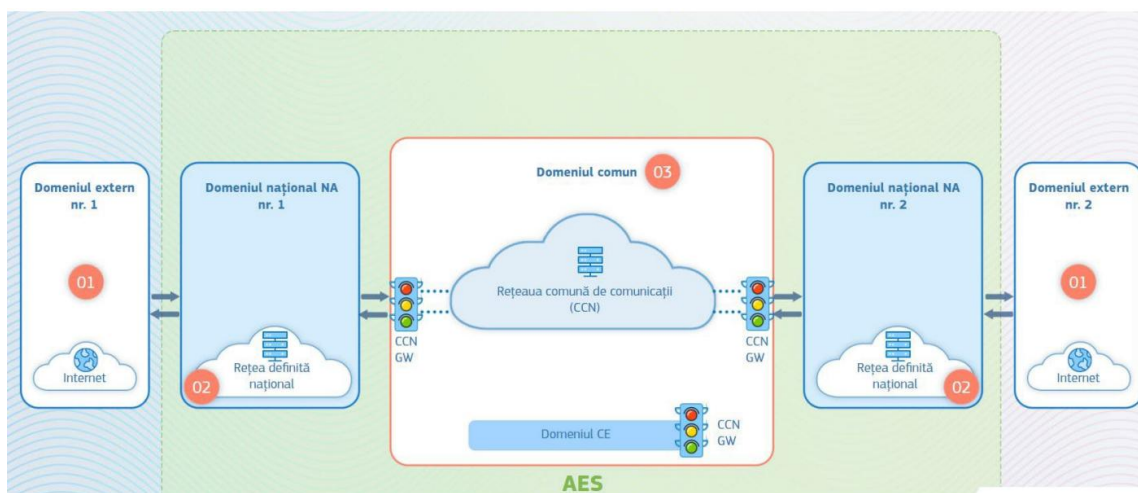 Domeniul extern
nr. 1
01
Internet
Domeniul național NA
nr. 1
Rețea definită
național
02
Domeniul comun
03
Rețeaua comună de comunicații
(CCN)
CCN
GW
CCN
GW
Domeniul CE
CCN
GW
Domeniul național NA
nr. 2
Rețea definită
național
02
Domeniul extern
nr. 2
01
Internet
AES